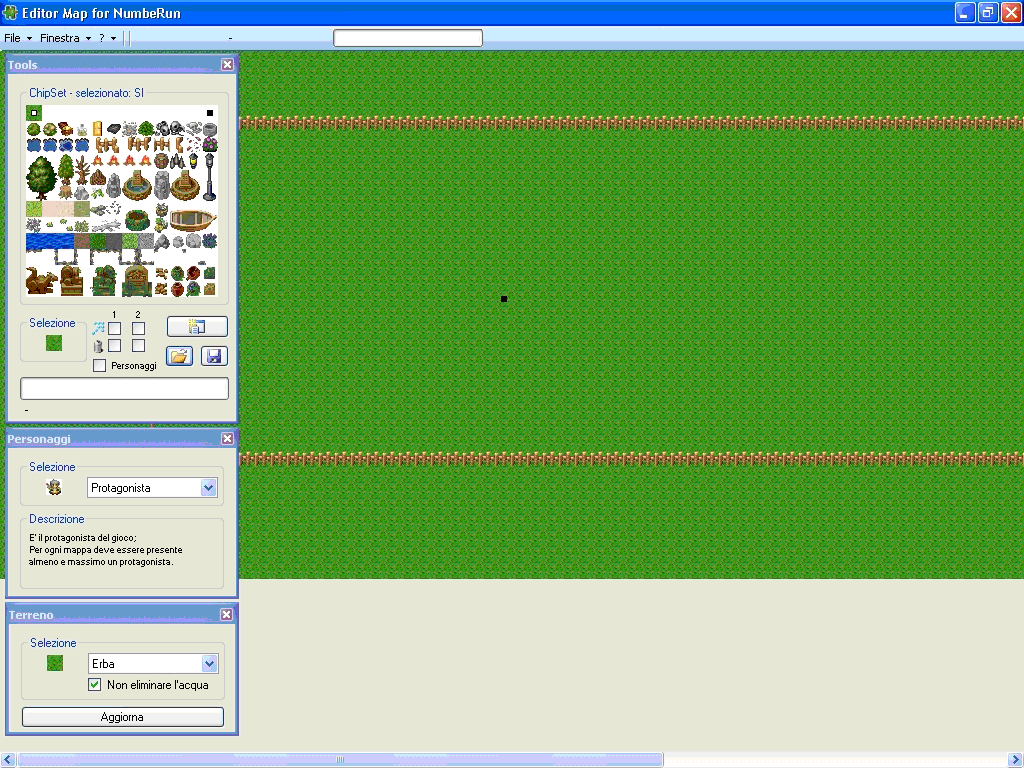 Editor Map for NumbeRun
File Finestra ? -
Tools
ChipSet - selezionato: SI
1 2
Selezione
Personaggi
-
Personaggi
Selezione
Protagonista
Descrizione
E' il protagonista del gioco;
Per ogni mappa deve essere presente
almeno e massimo un protagonista.
Terreno
Selezione
Erba
Non eliminare l'acqua
Aggiorna